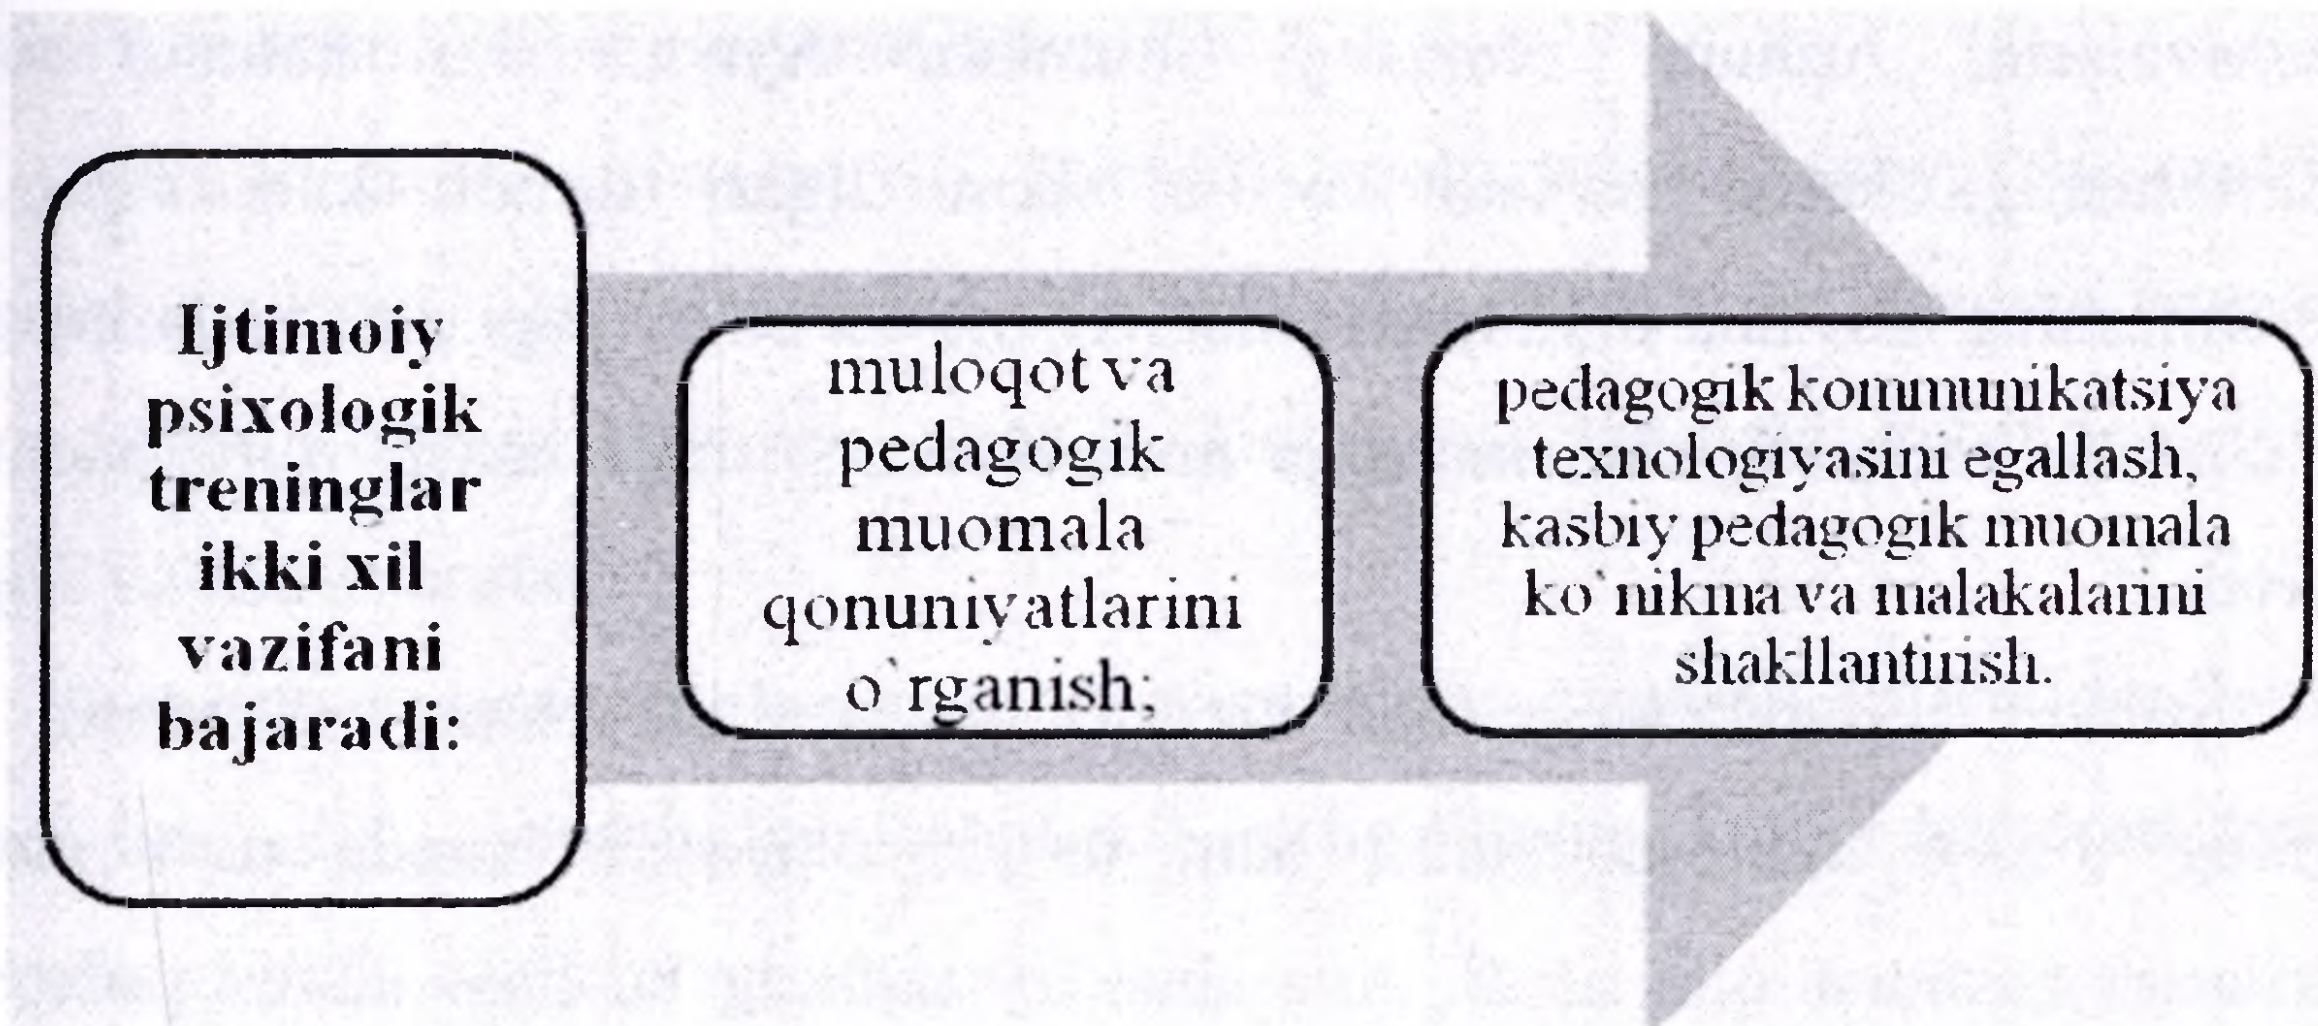 Ijtimoiy
psixologik
treninglar
ikki xil
vazifani
bajaradi:
muloqot va
pedagogik
muomala
qonuniyatlarini
o`rganish;
pedagogik kommunikatsiya
texnologiyasini egallash,
kasbiy pedagogik muomala
ko`nikma va malakalarini
shakllantirish.